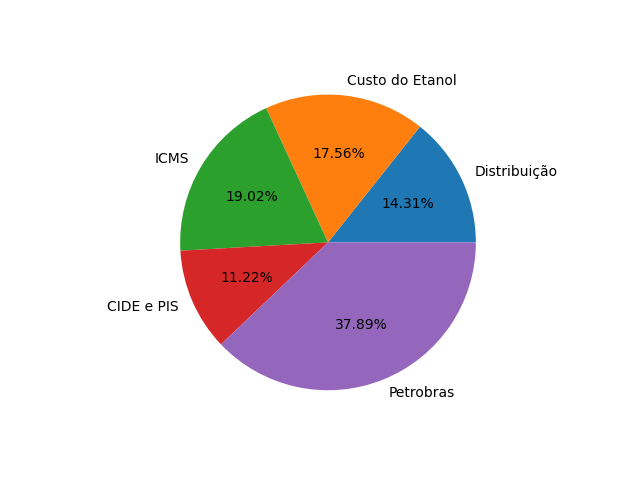 Custo do Etanol
17.56%
ICMS
19.02%
Distribuição
14.31%
CIDE e PIS
11.22%
37.89%
Petrobras